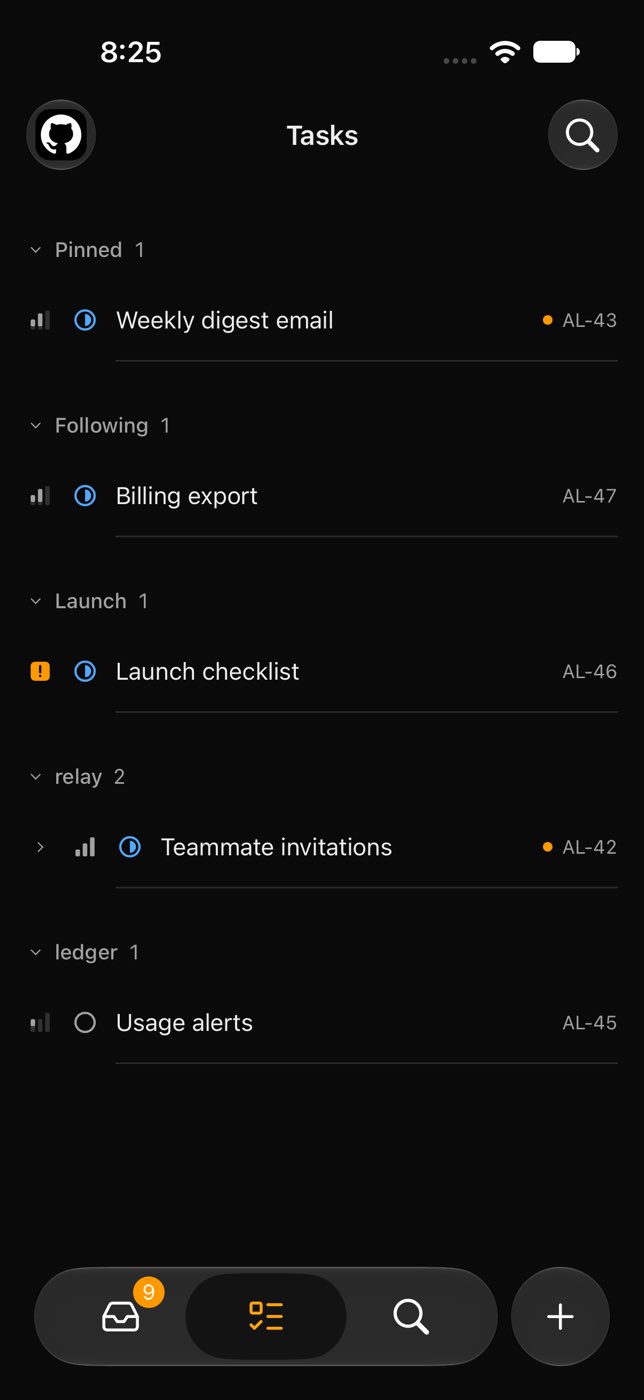 8:25
Tasks
Pinned 1
Weekly digest email AL-43
Following 1
Billing export AL-47
Launch 1
Launch checklist AL-46
relay 2
Teammate invitations AL-42
ledger 1
Usage alerts AL-45
9